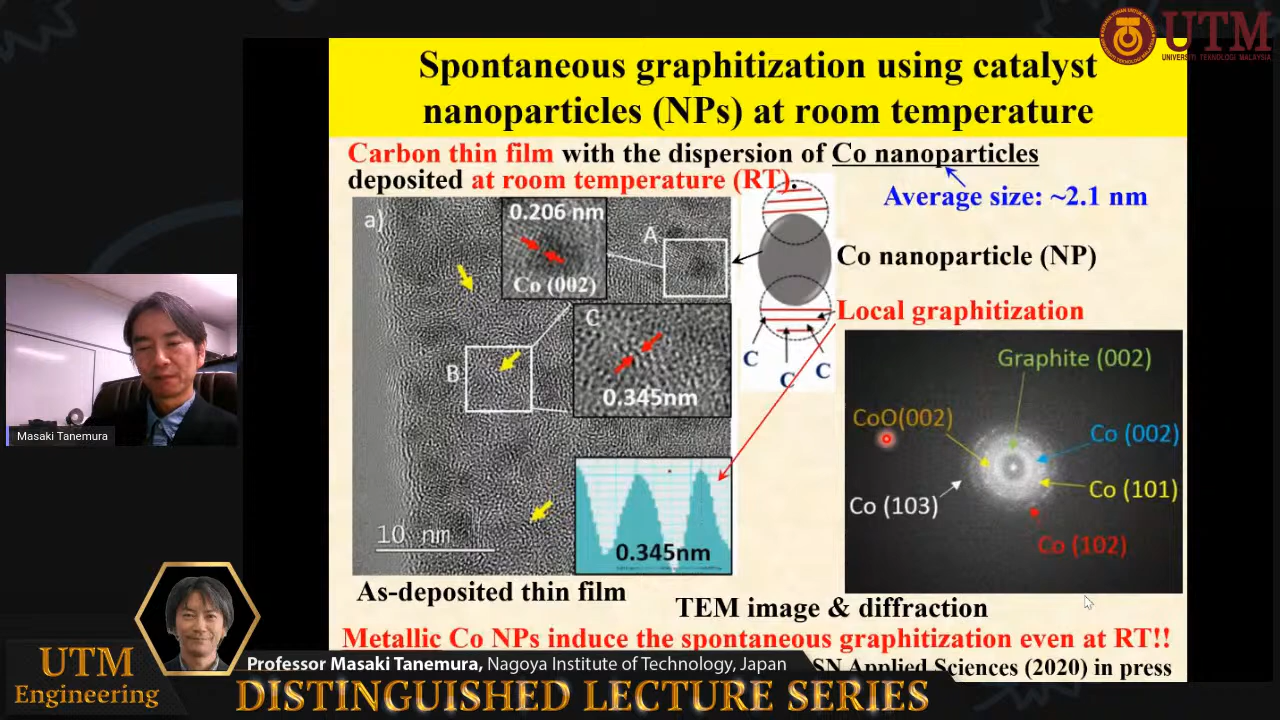 UTM
UNIVERSITI TEKNOLOGI MALAYSIA
Spontaneous graphitization using catalyst
nanoparticles (NPs) at room temperature
Carbon thin film with the dispersion of Co nanoparticles
deposited at room temperature (RT).
Average size: ~2.1 nm
a)
0.206 nm
Co (002)
A
B
C
0.345nm
0.345nm
10 nm
Co nanoparticle (NP)
Local graphitization
C
C
C
Graphite (002)
CoO(002)
Co (002)
Co (101)
Co (103)
Co (102)
As-deposited thin film
TEM image & diffraction
Metallic Co NPs induce the spontaneous graphitization even at RT!!
SN Applied Sciences (2020) in press
Masaki Tanemura
UTM
Engineering
Professor Masaki Tanemura, Nagoya Institute of Technology, Japan
DISTINGUISHED LECTURE SERIES